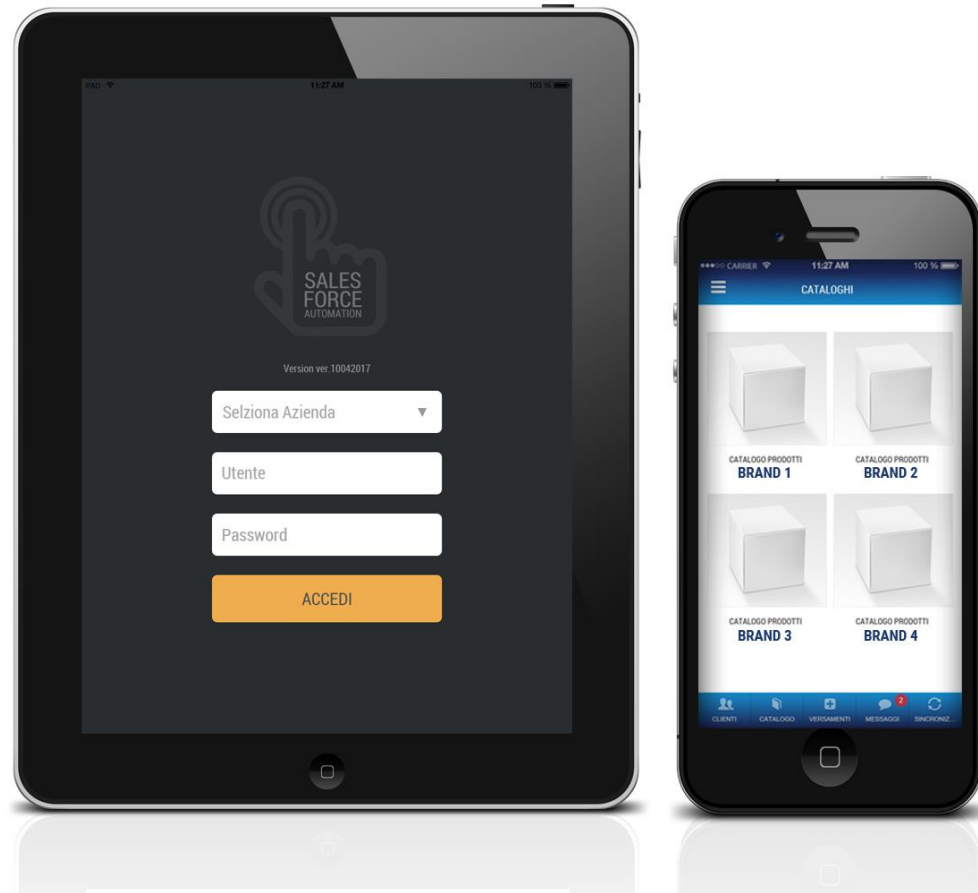 IPAD 11:27 AM 100 %
SALES
FORCE
AUTOMATION
Version ver.10042017
Selziona Azienda
Utente
Password
ACCEDI
CARRIER 11:27 AM 100 %
CATALOGHI
CATALOGO PRODOTTI
BRAND 1
CATALOGO PRODOTTI
BRAND 2
CATALOGO PRODOTTI
BRAND 3
CATALOGO PRODOTTI
BRAND 4
2
CLIENTI CATALOGO VERSAMENTI MESSAGGI SINCRONIZ...